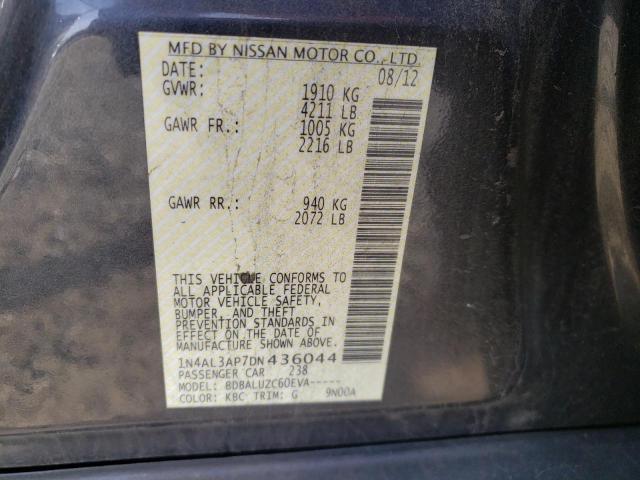 MFD BY NISSAN MOTOR CO., LTD.
DATE: 08/12
GVWR: 1910 KG
4211 LB
GAWR FR.: 1005 KG
2216 LB
GAWR RR.: 940 KG
2072 LB
THIS VEHICLE CONFORMS TO
ALL APPLICABLE FEDERAL
MOTOR VEHICLE SAFETY,
BUMPER, AND THEFT
PREVENTION STANDARDS IN
EFFECT ON THE DATE OF
MANUFACTURE.
1N4AL3AP7DN436044
PASSENGER CAR 238
MODEL: BDBALUZC60EVA-----
COLOR: KBC TRIM: G 9N00A